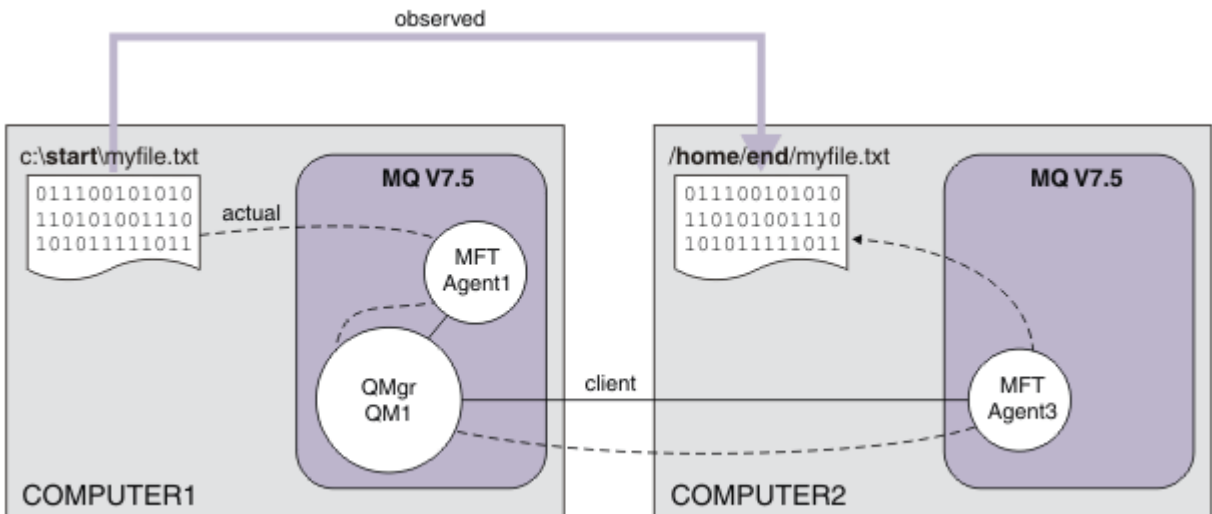 observed
c:\start\myfile.txt
011100101010
110101001110
101011111011
actual
MQ V7.5
MFT
Agent1
QMgr
QM1
COMPUTER1
client
/home/end/myfile.txt
011100101010
110101001110
101011111011
MQ V7.5
MFT
Agent3
COMPUTER2